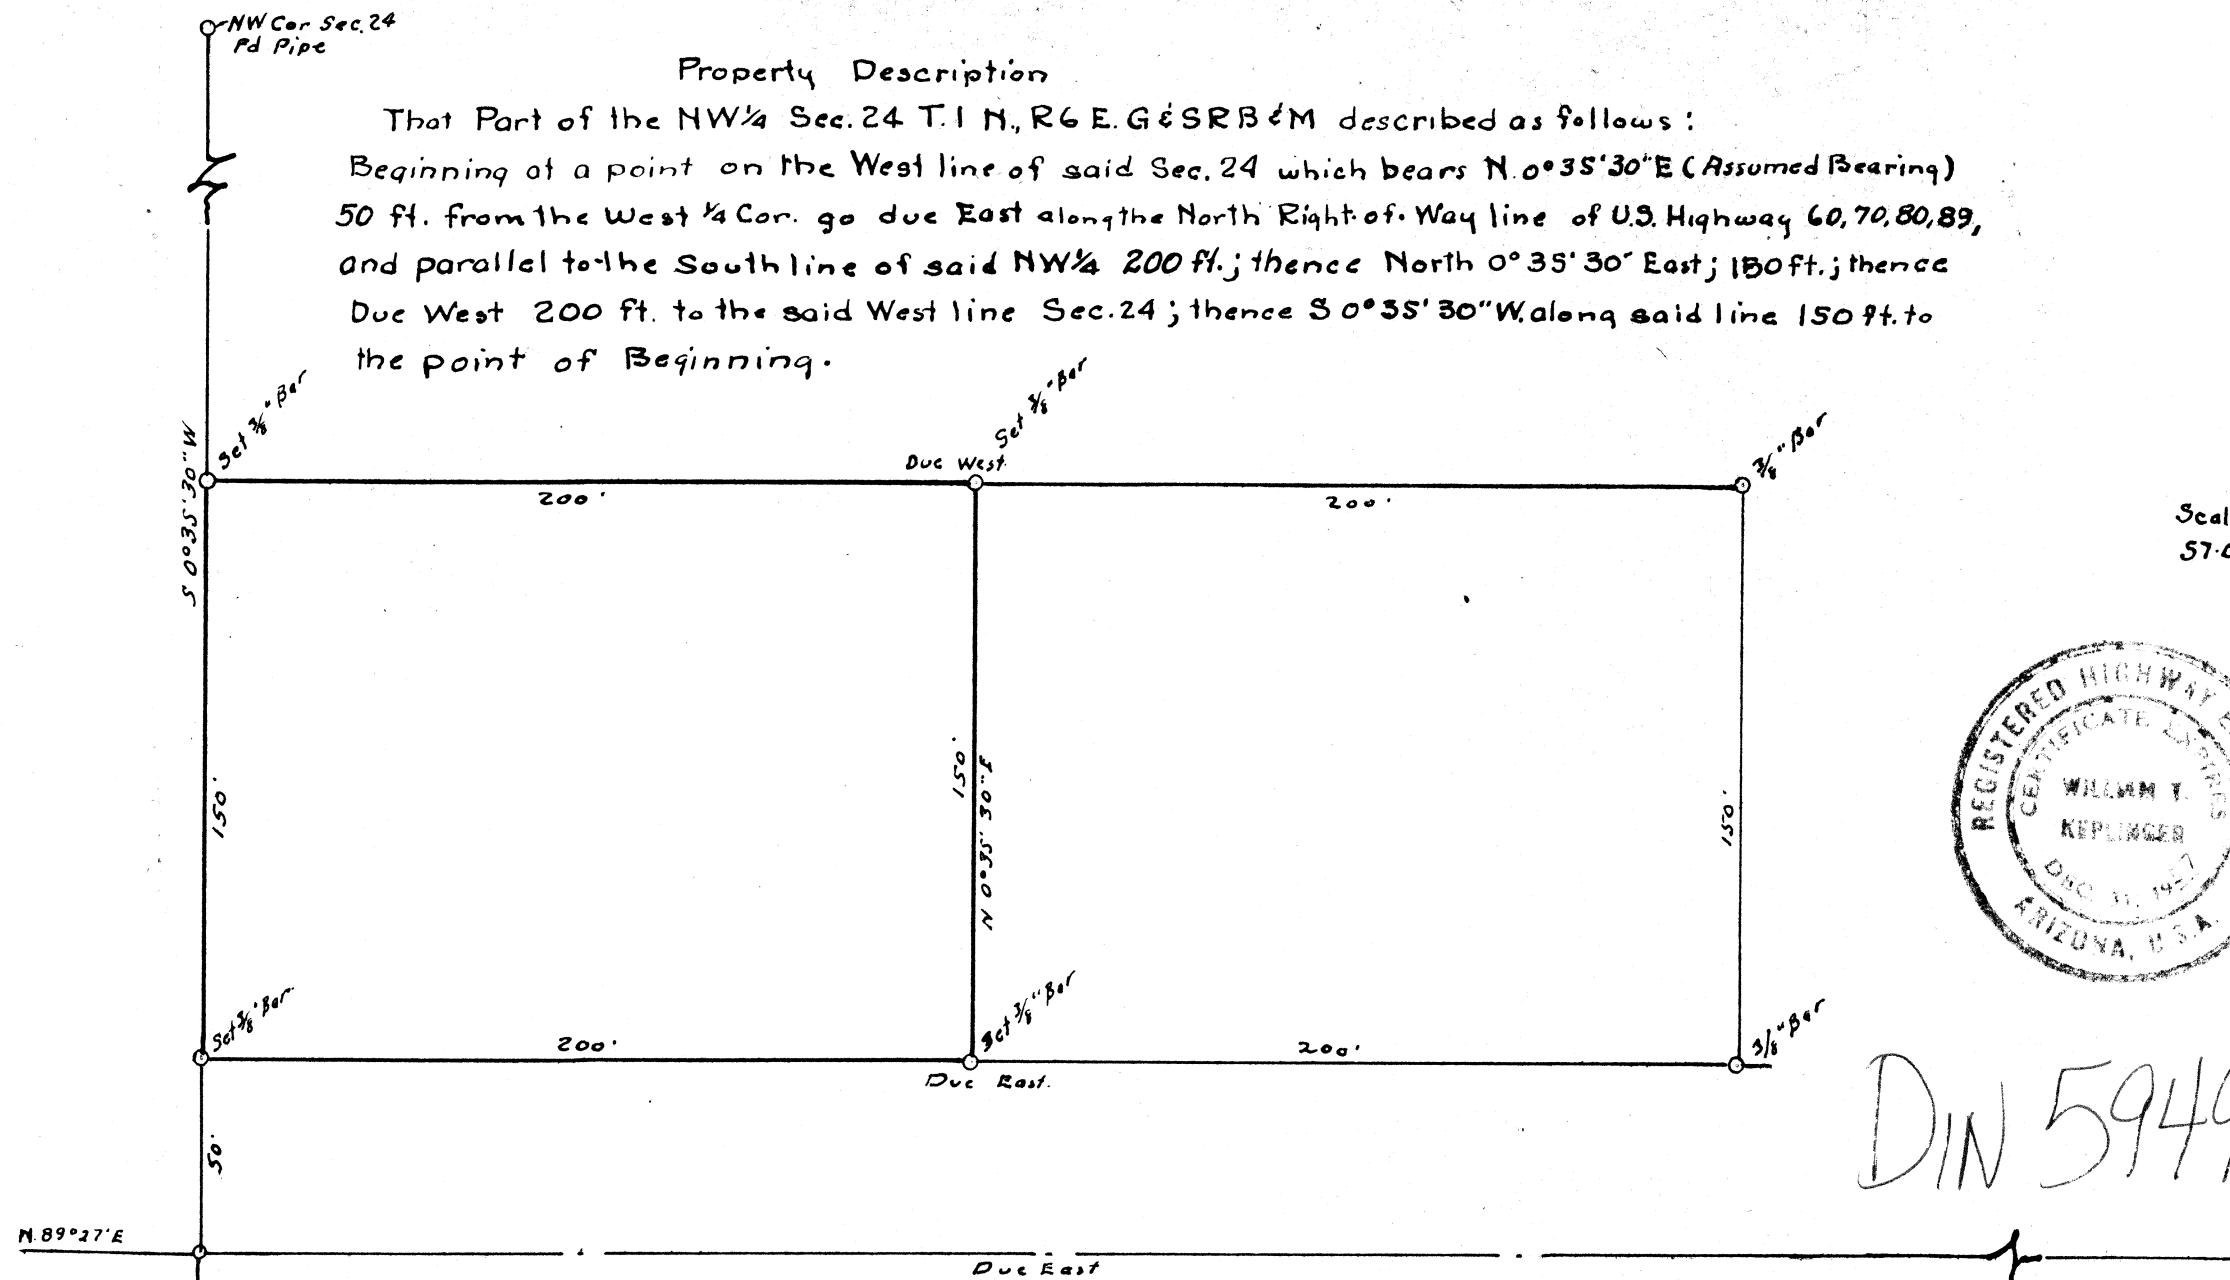 NW Cor Sec. 24
Fd Pipe
Property Description
That Part of the NW¼ Sec. 24 T. 1 N., R6 E. G&SRB&M described as follows:
Beginning at a point on the West line of said Sec. 24 which bears N. 0°35'30"E (Assumed Bearing)
50 ft. from the West ¼ Cor. go due East along the North Right-of-Way line of U.S. Highway 60, 70, 80, 89,
and parallel to the South line of said NW¼ 200 ft.; thence North 0°35'30" East; 150 ft.; thence
Due West 200 ft. to the said West line Sec. 24; thence S 0°35'30"W. along said line 150 ft. to
the point of Beginning.
Set 3/8" Bar
Set 3/8" Bar
3/8" Bar
Due West
200'
200'
S 0°35'30" W
Scal
57-
150'
150'
N 0°35'30" E
150'
REGISTERED HIGHWAY E
CERTIFICATE EXPIRES
WILLIAM T.
KEPLINGER
DEC. 31, 1957
ARIZONA, U.S.A.
Set 3/8" Bar
Set 3/8" Bar
3/8" Bar
200'
200'
Due East
DIN 5949
50'
N. 89°27'E
Due East